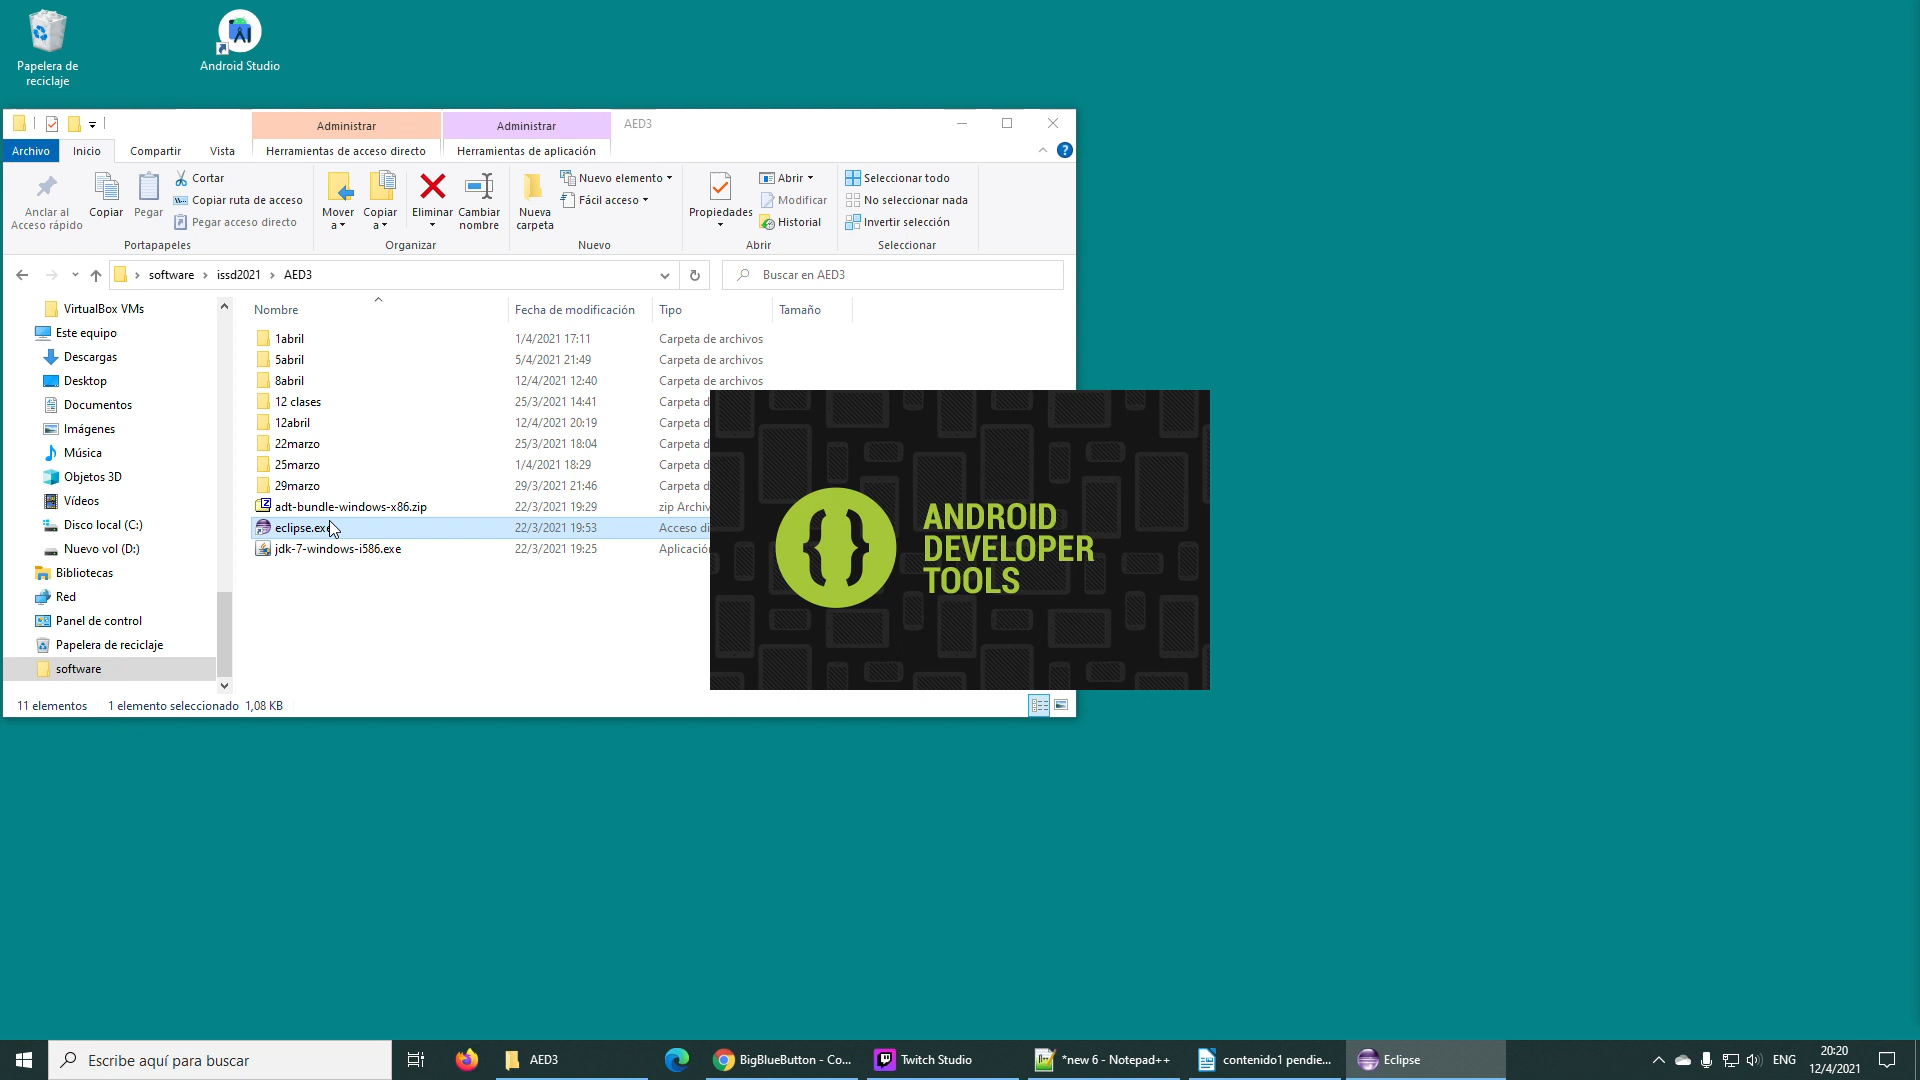 Papelera de
reciclaje
Android Studio
Administrar
Administrar
AED3
Archivo
Inicio
Compartir
Vista
Herramientas de acceso directo
Herramientas de aplicación
Anclar al
Acceso rápido
Copiar
Pegar
Cortar
Copiar ruta de acceso
Pegar acceso directo
Portapapeles
Mover
a
Copiar
a
Eliminar
Cambiar
nombre
Organizar
Nueva
carpeta
Nuevo elemento
Fácil acceso
Nuevo
Propiedades
Abrir
Modificar
Historial
Abrir
Seleccionar todo
No seleccionar nada
Invertir selección
Seleccionar
software
issd2021
AED3
Buscar en AED3
VirtualBox VMs
Este equipo
Descargas
Desktop
Documentos
Imágenes
Música
Objetos 3D
Vídeos
Disco local (C:)
Nuevo vol (D:)
Bibliotecas
Red
Panel de control
Papelera de reciclaje
software
Nombre Fecha de modificación Tipo Tamaño
1abril 1/4/2021 17:11 Carpeta de archivos
5abril 5/4/2021 21:49 Carpeta de archivos
8abril 12/4/2021 12:40 Carpeta de archivos
12 clases 25/3/2021 14:41 Carpeta d
12abril 12/4/2021 20:19 Carpeta d
22marzo 25/3/2021 18:04 Carpeta d
25marzo 1/4/2021 18:29 Carpeta d
29marzo 29/3/2021 21:46 Carpeta d
adt-bundle-windows-x86.zip 22/3/2021 19:29 zip Archiv
eclipse.exe 22/3/2021 19:53 Acceso di
jdk-7-windows-i586.exe 22/3/2021 19:25 Aplicación
ANDROID
DEVELOPER
TOOLS
11 elementos 1 elemento seleccionado 1,08 KB
Escribe aquí para buscar
AED3
BigBlueButton - Co...
Twitch Studio
*new 6 - Notepad++
contenido1 pendie...
Eclipse
ENG
20:20
12/4/2021